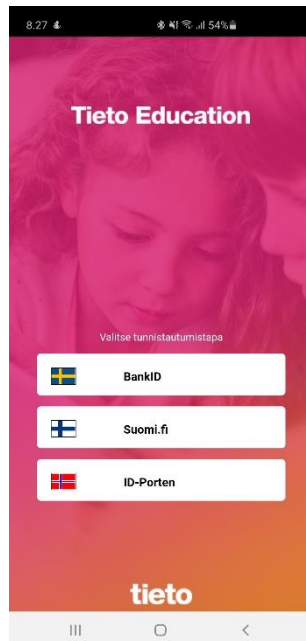 8.27
54%
Tieto Education
Valitse tunnistautumistapa
BankID
Suomi.fi
ID-Porten
tieto